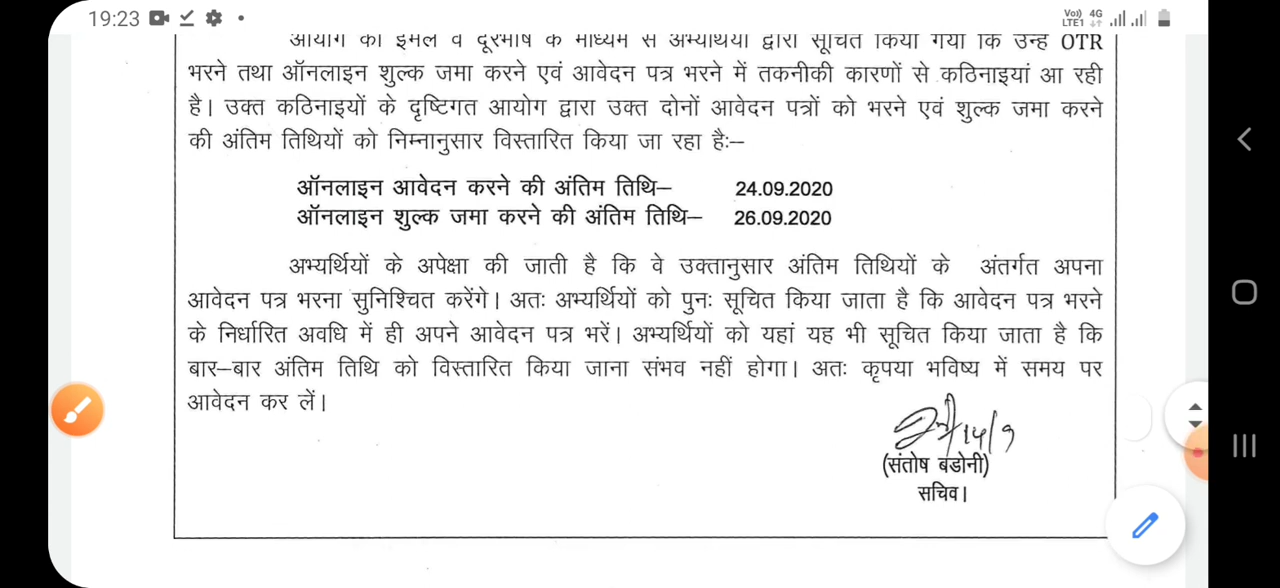 19:23
Vo)) 4G
LTE1
आयोग को ईमेल व दूरभाष के माध्यम से अभ्यर्थियों द्वारा सूचित किया गया कि उन्हें OTR
भरने तथा ऑनलाइन शुल्क जमा करने एवं आवेदन पत्र भरने में तकनीकी कारणों से कठिनाइयां आ रही
है। उक्त कठिनाइयों के दृष्टिगत आयोग द्वारा उक्त दोनों आवेदन पत्रों को भरने एवं शुल्क जमा करने
की अंतिम तिथियों को निम्नानुसार विस्तारित किया जा रहा हैः–
ऑनलाइन आवेदन करने की अंतिम तिथि– 24.09.2020
ऑनलाइन शुल्क जमा करने की अंतिम तिथि– 26.09.2020
अभ्यर्थियों के अपेक्षा की जाती है कि वे उक्तानुसार अंतिम तिथियों के अंतर्गत अपना
आवेदन पत्र भरना सुनिश्चित करेंगे। अतः अभ्यर्थियों को पुनः सूचित किया जाता है कि आवेदन पत्र भरने
के निर्धारित अवधि में ही अपने आवेदन पत्र भरें। अभ्यर्थियों को यहां यह भी सूचित किया जाता है कि
बार–बार अंतिम तिथि को विस्तारित किया जाना संभव नहीं होगा। अतः कृपया भविष्य में समय पर
आवेदन कर लें।
14/9
(संतोष बडोनी)
सचिव।